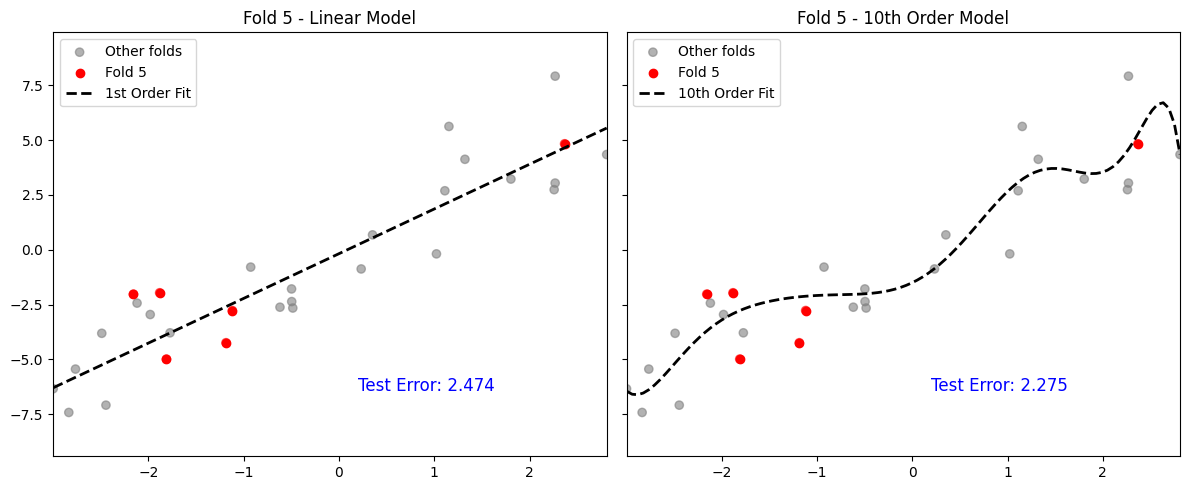 Fold 5 - Linear Model
Other folds
Fold 5
1st Order Fit
7.5
5.0
2.5
0.0
−2.5
−5.0
−7.5
Test Error: 2.474
−2
−1
0
1
2
Fold 5 - 10th Order Model
Other folds
Fold 5
10th Order Fit
Test Error: 2.275
−2
−1
0
1
2